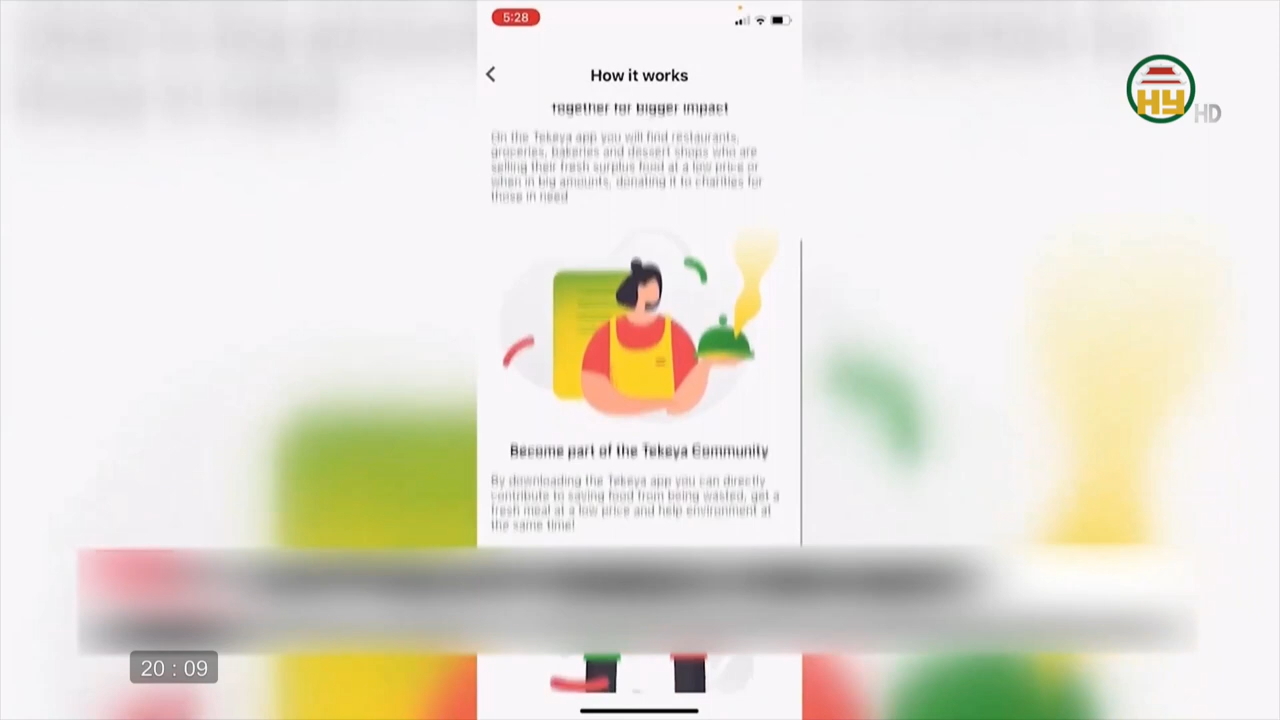 5:28
How it works
together for bigger impact
On the Tekeya app you will find restaurants,
groceries, bakeries and dessert shops who are
selling their fresh surplus food at a low price or
when in big amounts, donating it to charities for
those in need
Become part of the Tekeya Community
By downloading the Tekeya app you can directly
contribute to saving food from being wasted, get a
fresh meal at a low price and help environment at
the same time!
HY HD
20 : 09